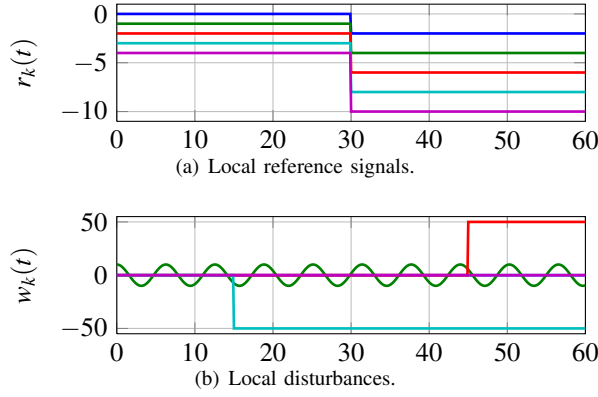 0
−5
−10
r_k(t)
0 10 20 30 40 50 60
(a) Local reference signals.
50
0
−50
w_k(t)
0 10 20 30 40 50 60
(b) Local disturbances.